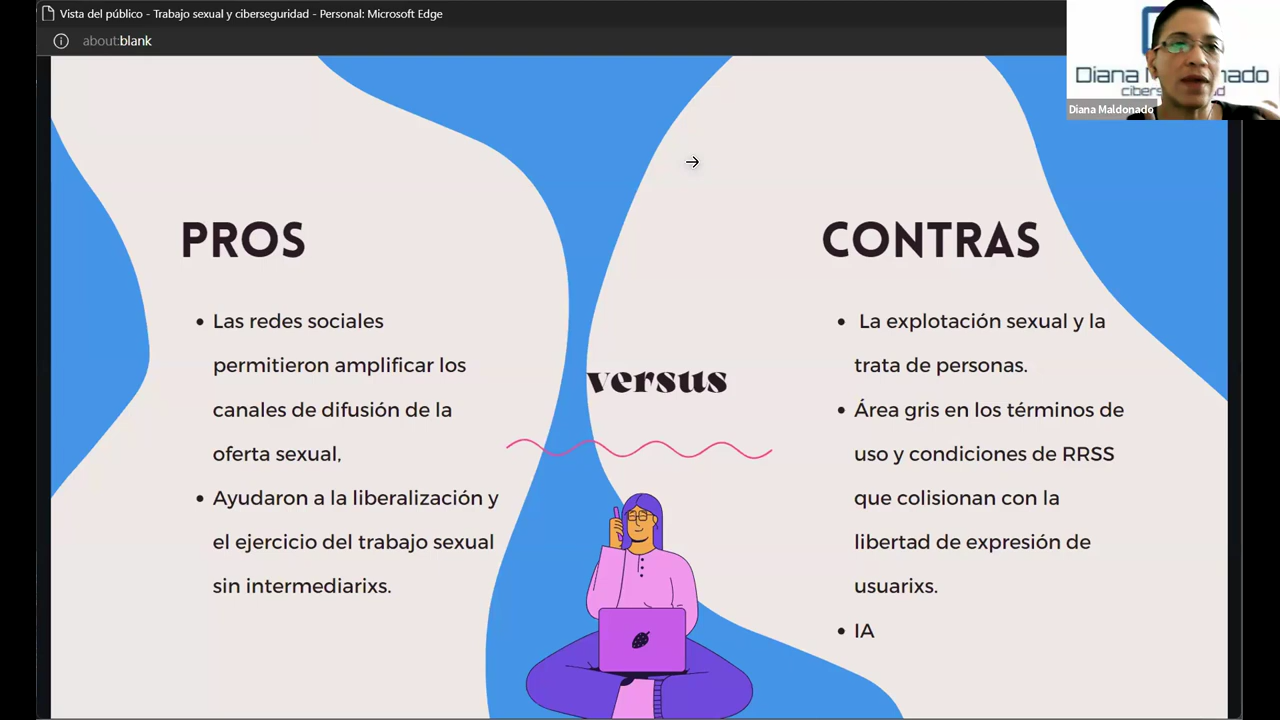 Vista del público - Trabajo sexual y ciberseguridad - Personal: Microsoft Edge
about:blank
Diana Maldonado
PROS
Las redes sociales
permitieron amplificar los
canales de difusión de la
oferta sexual,
Ayudaron a la liberalización y
el ejercicio del trabajo sexual
sin intermediarixs.
versus
CONTRAS
La explotación sexual y la
trata de personas.
Área gris en los términos de
uso y condiciones de RRSS
que colisionan con la
libertad de expresión de
usuarixs.
IA